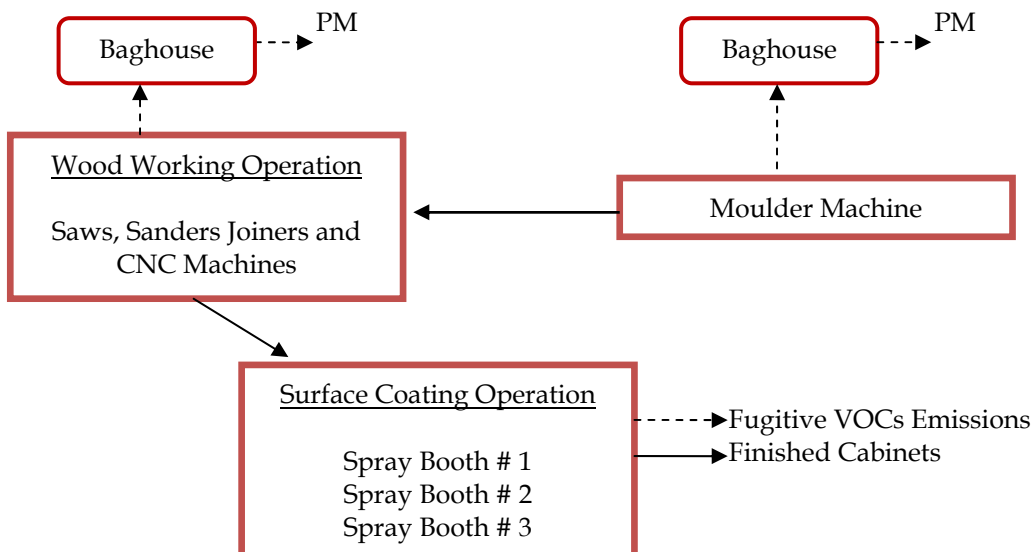 PM
Baghouse
PM
Baghouse
Wood Working Operation
Saws, Sanders Joiners and
CNC Machines
Moulder Machine
Surface Coating Operation
Spray Booth # 1
Spray Booth # 2
Spray Booth # 3
Fugitive VOCs Emissions
Finished Cabinets